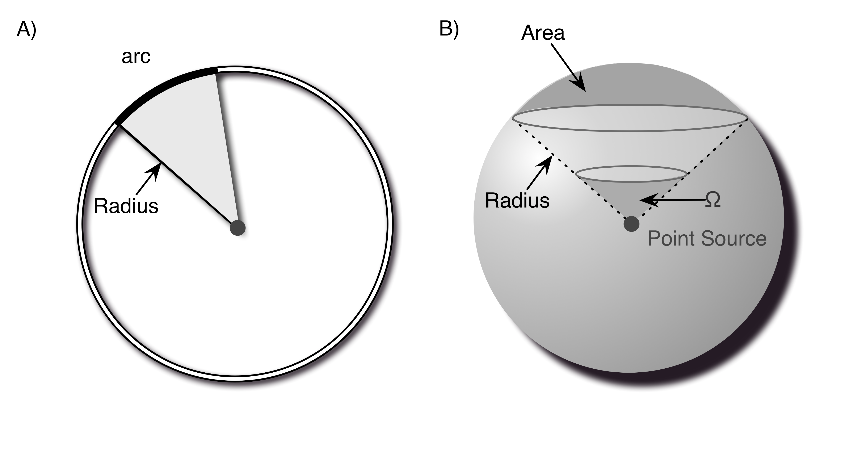 A)
arc
Radius
B)
Area
Radius
Ω
Point Source